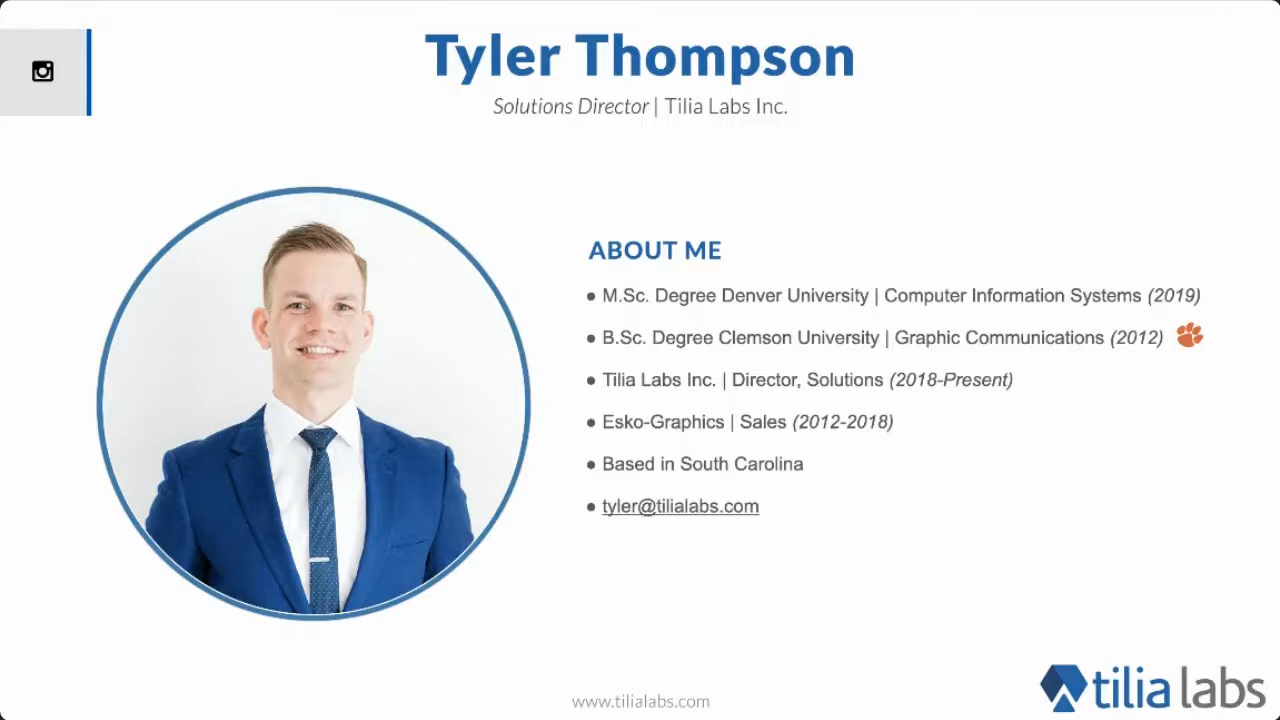 Tyler Thompson
Solutions Director | Tilia Labs Inc.
ABOUT ME
• M.Sc. Degree Denver University | Computer Information Systems (2019)
• B.Sc. Degree Clemson University | Graphic Communications (2012)
• Tilia Labs Inc. | Director, Solutions (2018-Present)
• Esko-Graphics | Sales (2012-2018)
• Based in South Carolina
• tyler@tilialabs.com
www.tilialabs.com
tilia labs